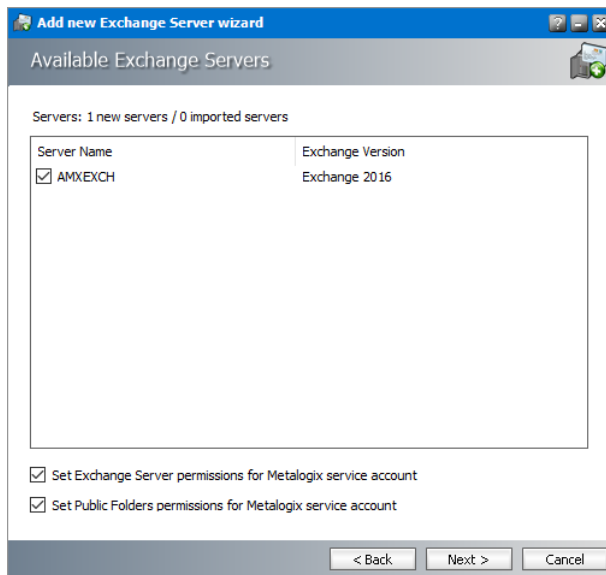 Add new Exchange Server wizard
Available Exchange Servers
Servers: 1 new servers / 0 imported servers
Server Name Exchange Version
AMXEXCH Exchange 2016
Set Exchange Server permissions for Metalogix service account
Set Public Folders permissions for Metalogix service account
< Back Next > Cancel